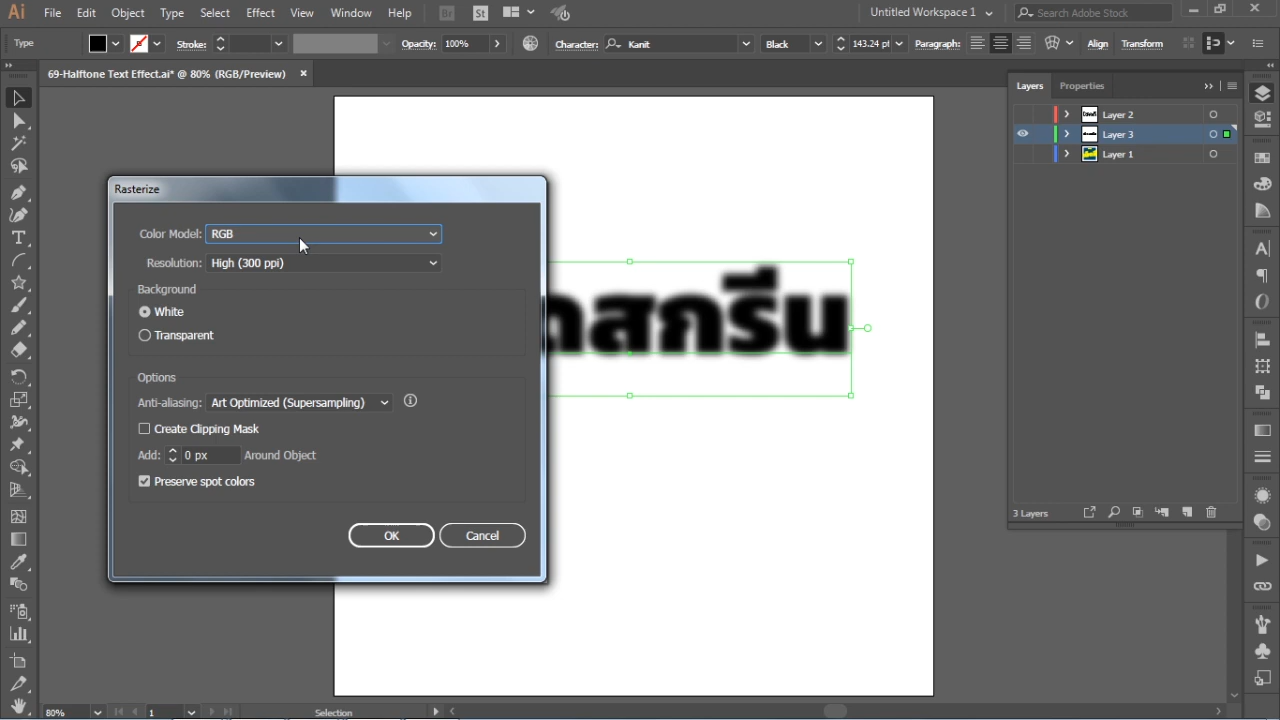 Ai File Edit Object Type Select Effect View Window Help Br St Untitled Workspace 1 Search Adobe Stock
Type Stroke: Opacity: 100% Character: Kanit Black 143.24 pt Paragraph: Align Transform
69-Halftone Text Effect.ai* @ 80% (RGB/Preview)
Layers Properties
Layer 2
Layer 3
Layer 1
3 Layers
Rasterize
Color Model: RGB
Resolution: High (300 ppi)
Background
White
Transparent
Options
Anti-aliasing: Art Optimized (Supersampling)
Create Clipping Mask
Add: 0 px Around Object
Preserve spot colors
OK Cancel
สกรีน
80% 1 Selection